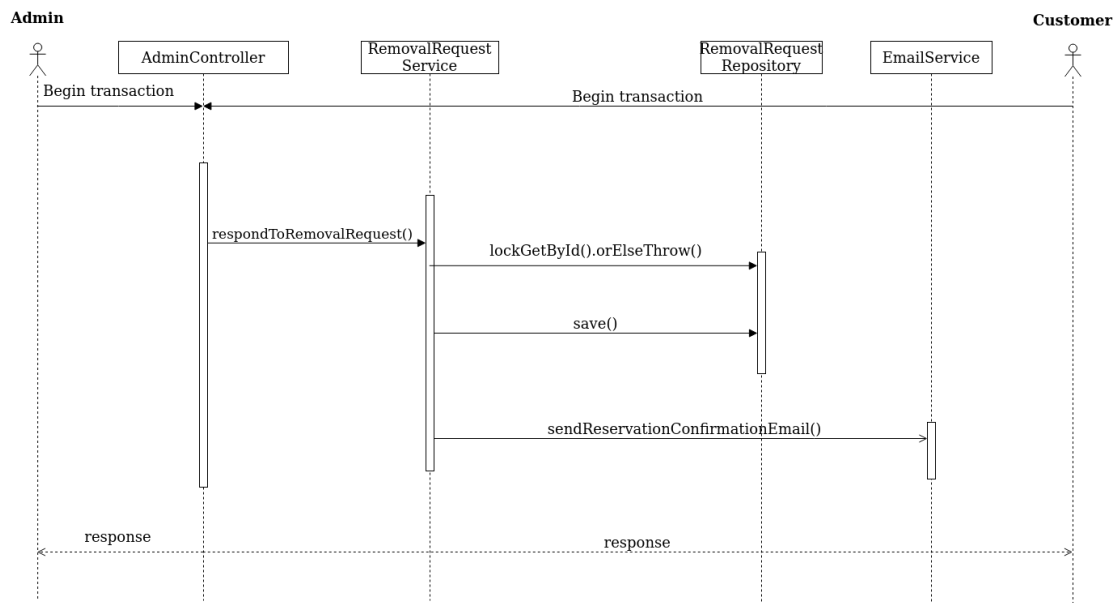 Admin
Customer
AdminController
RemovalRequest
Service
RemovalRequest
Repository
EmailService
Begin transaction
Begin transaction
respondToRemovalRequest()
lockGetById().orElseThrow()
save()
sendReservationConfirmationEmail()
response
response